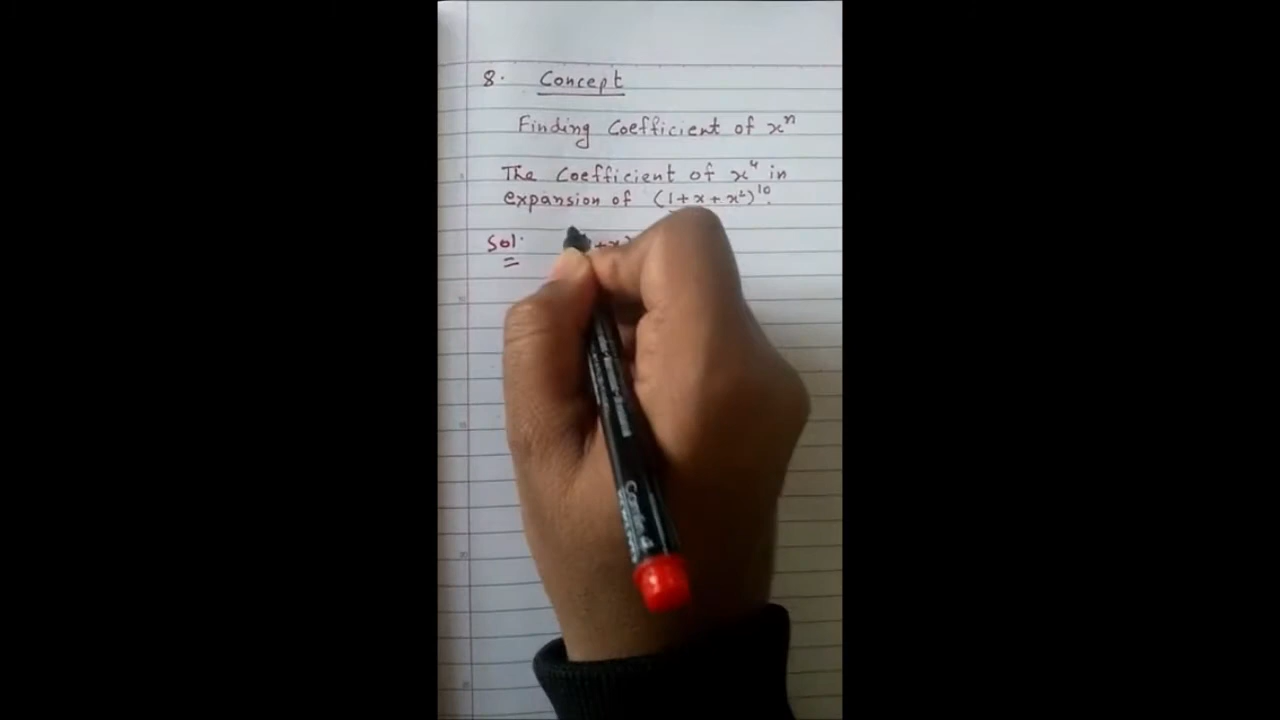 8. Concept
Finding Coefficient of xⁿ
The Coefficient of x⁴ in
expansion of (1+x+x²)¹⁰.
Sol.
+x